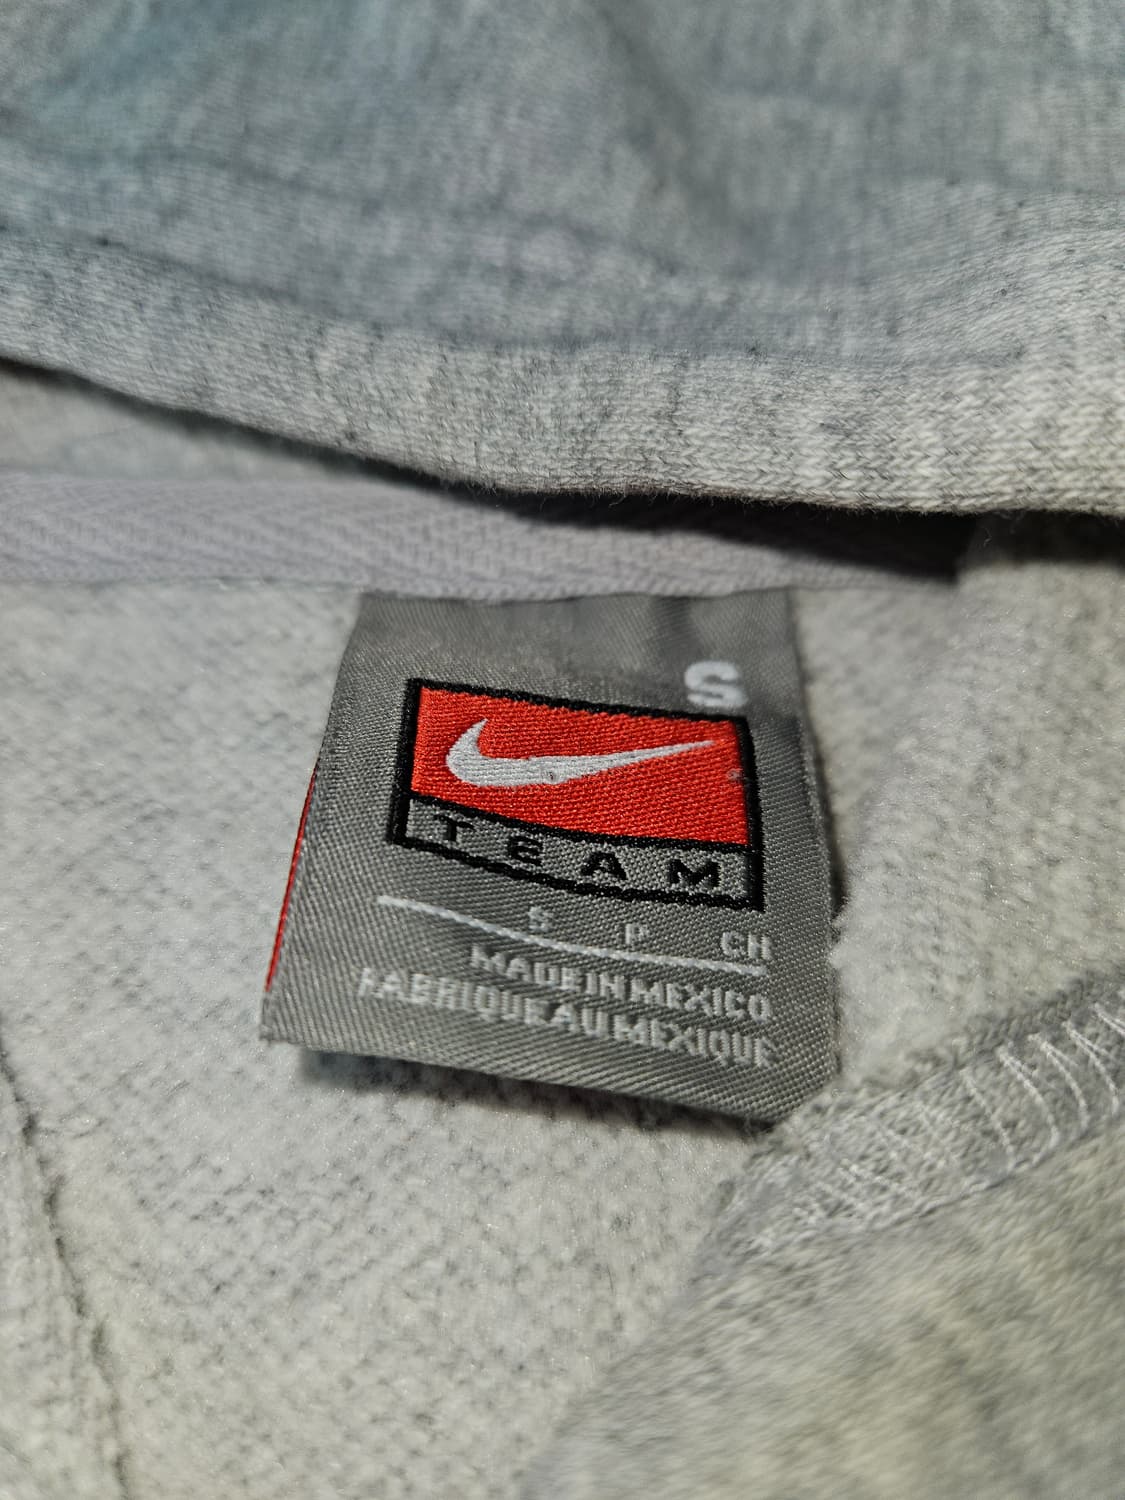 S
TEAM
S P CH
MADE IN MEXICO
FABRIQUE AU MEXIQUE